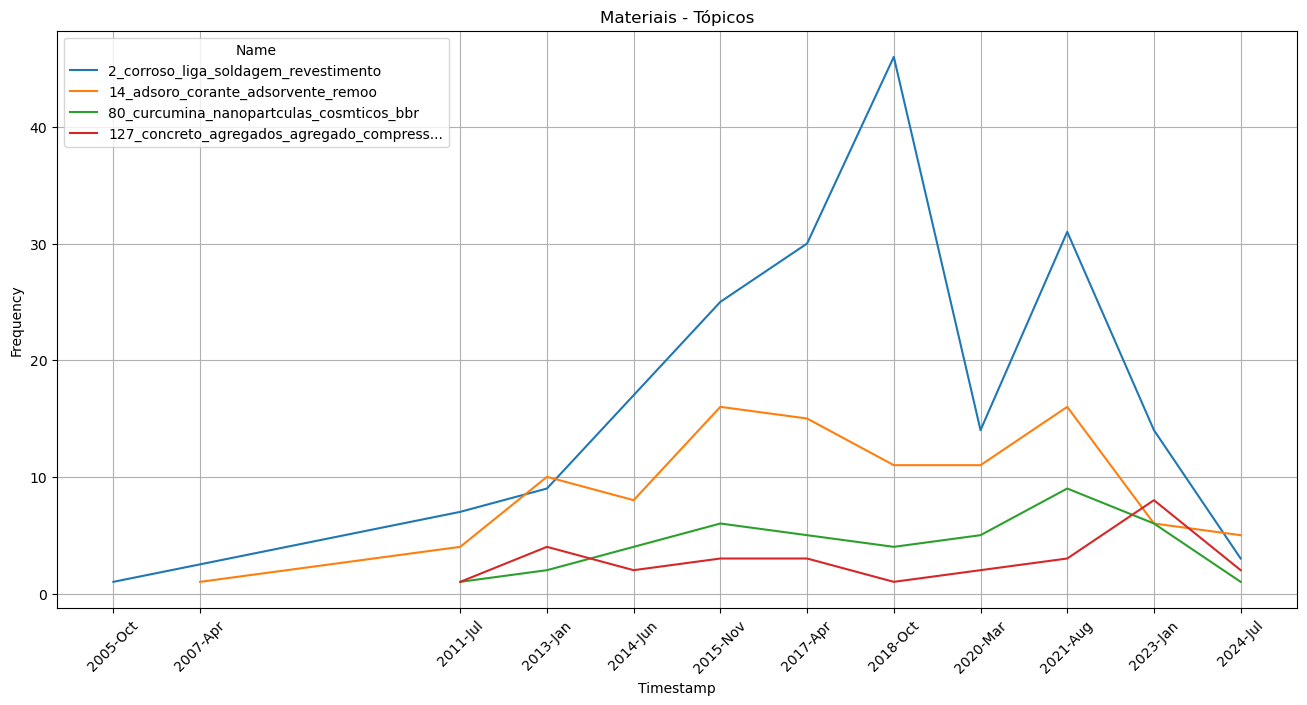 Materiais - Tópicos
Name
2_corroso_liga_soldagem_revestimento
14_adsoro_corante_adsorvente_remoo
80_curcumina_nanopartculas_cosmticos_bbr
127_concreto_agregados_agregado_compress...
Frequency
40
30
20
10
0
2005-Oct
2007-Apr
2011-Jul
2013-Jan
2014-Jun
2015-Nov
2017-Apr
2018-Oct
2020-Mar
2021-Aug
2023-Jan
2024-Jul
Timestamp